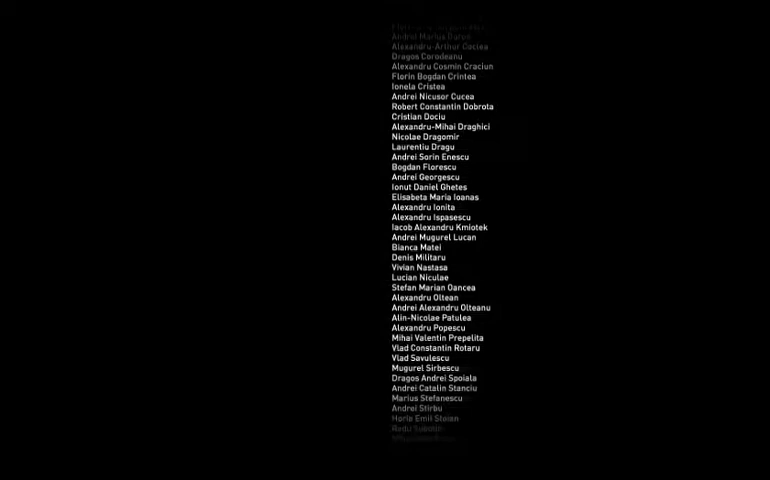 Andrei Marius Datco
Alexandru-Arthur Cociea
Dragos Corodeanu
Alexandru Cosmin Craciun
Florin Bogdan Crintea
Ionela Cristea
Andrei Nicusor Cucea
Robert Constantin Dobrota
Cristian Dociu
Alexandru-Mihai Draghici
Nicolae Dragomir
Laurentiu Dragu
Andrei Sorin Enescu
Bogdan Florescu
Andrei Georgescu
Ionut Daniel Ghetes
Elisabeta Maria Ioanas
Alexandru Ionita
Alexandru Ispasescu
Iacob Alexandru Kmiotek
Andrei Mugurel Lucan
Bianca Matei
Denis Militaru
Vivian Nastasa
Lucian Niculae
Stefan Marian Oancea
Alexandru Oltean
Andrei Alexandru Olteanu
Alin-Nicolae Patulea
Alexandru Popescu
Mihai Valentin Prepelita
Vlad Constantin Rotaru
Vlad Savulescu
Mugurel Sirbescu
Dragos Andrei Spoiala
Andrei Catalin Stanciu
Marius Stefanescu
Andrei Stirbu
Horia Emil Stoian
Radu